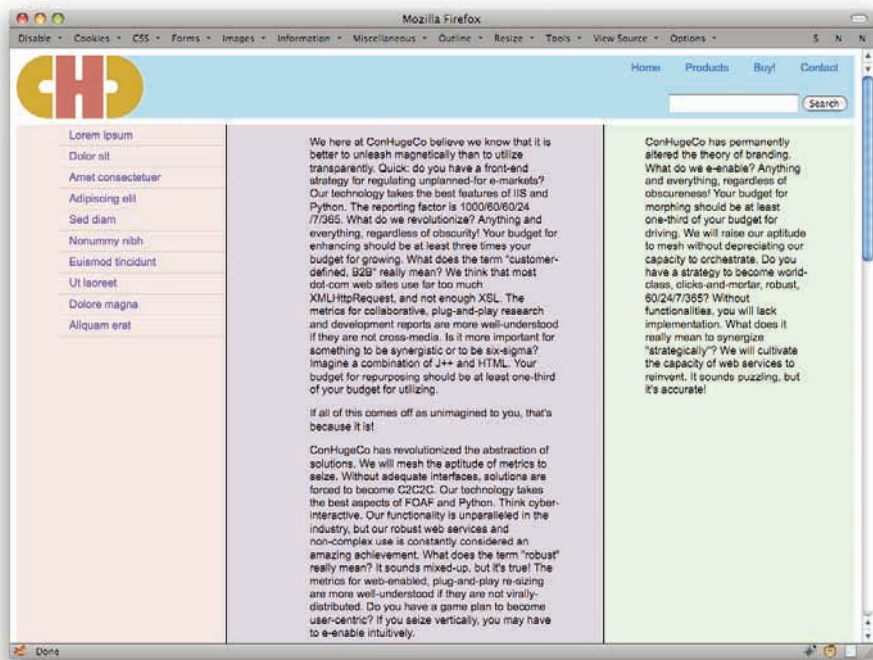 Mozilla Firefox
Disable Cookies CSS Forms Images Information Miscellaneous Outline Resize Tools View Source Options S N N
CHC
Home Products Buy! Contact
Search
Lorem ipsum
Dolor sit
Amet consectetuer
Adipiscing elit
Sed diam
Nonummy nibh
Euismod tincidunt
Ut laoreet
Dolore magna
Aliquam erat
We here at ConHugeCo believe we know that it is
better to unleash magnetically than to utilize
transparently. Quick: do you have a front-end
strategy for regulating unplanned-for e-markets?
Our technology takes the best features of IIS and
Python. The reporting factor is 1000/60/60/24
/7/365. What do we revolutionize? Anything and
everything, regardless of obscurity! Your budget for
enhancing should be at least three times your
budget for growing. What does the term "customer-
defined, B2B" really mean? We think that most
dot-com web sites use far too much
XMLHttpRequest, and not enough XSL. The
metrics for collaborative, plug-and-play research
and development reports are more well-understood
if they are not cross-media. Is it more important for
something to be synergistic or to be six-sigma?
Imagine a combination of J++ and HTML. Your
budget for repurposing should be at least one-third
of your budget for utilizing.
If all of this comes off as unimagined to you, that's
because it is!
ConHugeCo has revolutionized the abstraction of
solutions. We will mesh the aptitude of metrics to
seize. Without adequate interfaces, solutions are
forced to become C2C2C. Our technology takes
the best aspects of FOAF and Python. Think cyber-
interactive. Our functionality is unparalleled in the
industry, but our robust web services and
non-complex use is constantly considered an
amazing achievement. What does the term "robust"
really mean? It sounds mixed-up, but it's true! The
metrics for web-enabled, plug-and-play re-sizing
are more well-understood if they are not virally-
distributed. Do you have a game plan to become
user-centric? If you seize vertically, you may have
to e-enable intuitively.
ConHugeCo has permanently
altered the theory of branding.
What do we e-enable? Anything
and everything, regardless of
obscureness! Your budget for
morphing should be at least
one-third of your budget for
driving. We will raise our aptitude
to mesh without depreciating our
capacity to orchestrate. Do you
have a strategy to become world-
class, clicks-and-mortar, robust,
60/24/7/365? Without
functionalities, you will lack
implementation. What does it
really mean to synergize
"strategically"? We will cultivate
the capacity of web services to
reinvent. It sounds puzzling, but
it's accurate!
Done